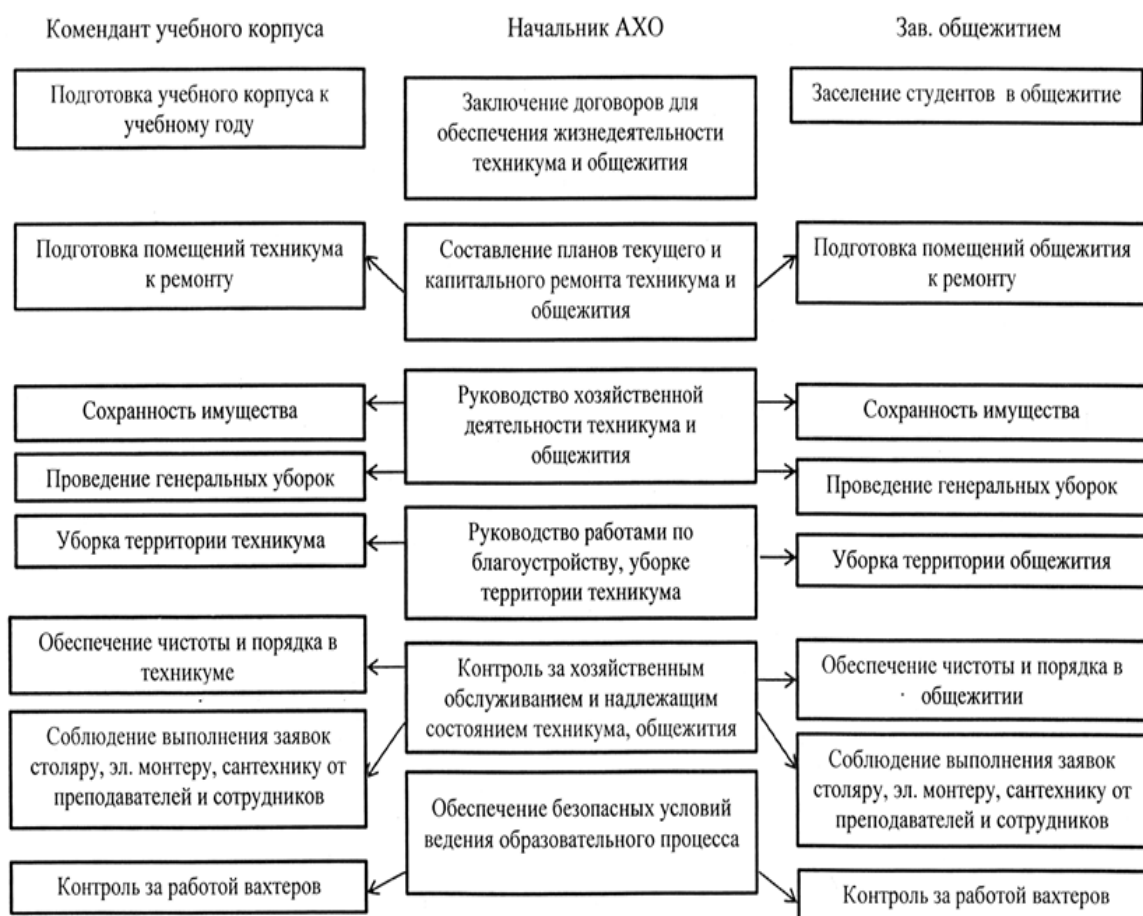 Комендант учебного корпуса
Начальник АХО
Зав. общежитием
Подготовка учебного корпуса к
учебному году
Заключение договоров для
обеспечения жизнедеятельности
техникума и общежития
Заселение студентов в общежитие
Подготовка помещений техникума
к ремонту
Составление планов текущего и
капитального ремонта техникума и
общежития
Подготовка помещений общежития
к ремонту
Сохранность имущества
Руководство хозяйственной
деятельности техникума и
общежития
Сохранность имущества
Проведение генеральных уборок
Проведение генеральных уборок
Уборка территории техникума
Руководство работами по
благоустройству, уборке
территории техникума
Уборка территории общежития
Обеспечение чистоты и порядка в
техникуме
Контроль за хозяйственным
обслуживанием и надлежащим
состоянием техникума, общежития
Обеспечение чистоты и порядка в
общежитии
Соблюдение выполнения заявок
столяру, эл. монтеру, сантехнику от
преподавателей и сотрудников
Обеспечение безопасных условий
ведения образовательного процесса
Соблюдение выполнения заявок
столяру, эл. монтеру, сантехнику от
преподавателей и сотрудников
Контроль за работой вахтеров
Контроль за работой вахтеров